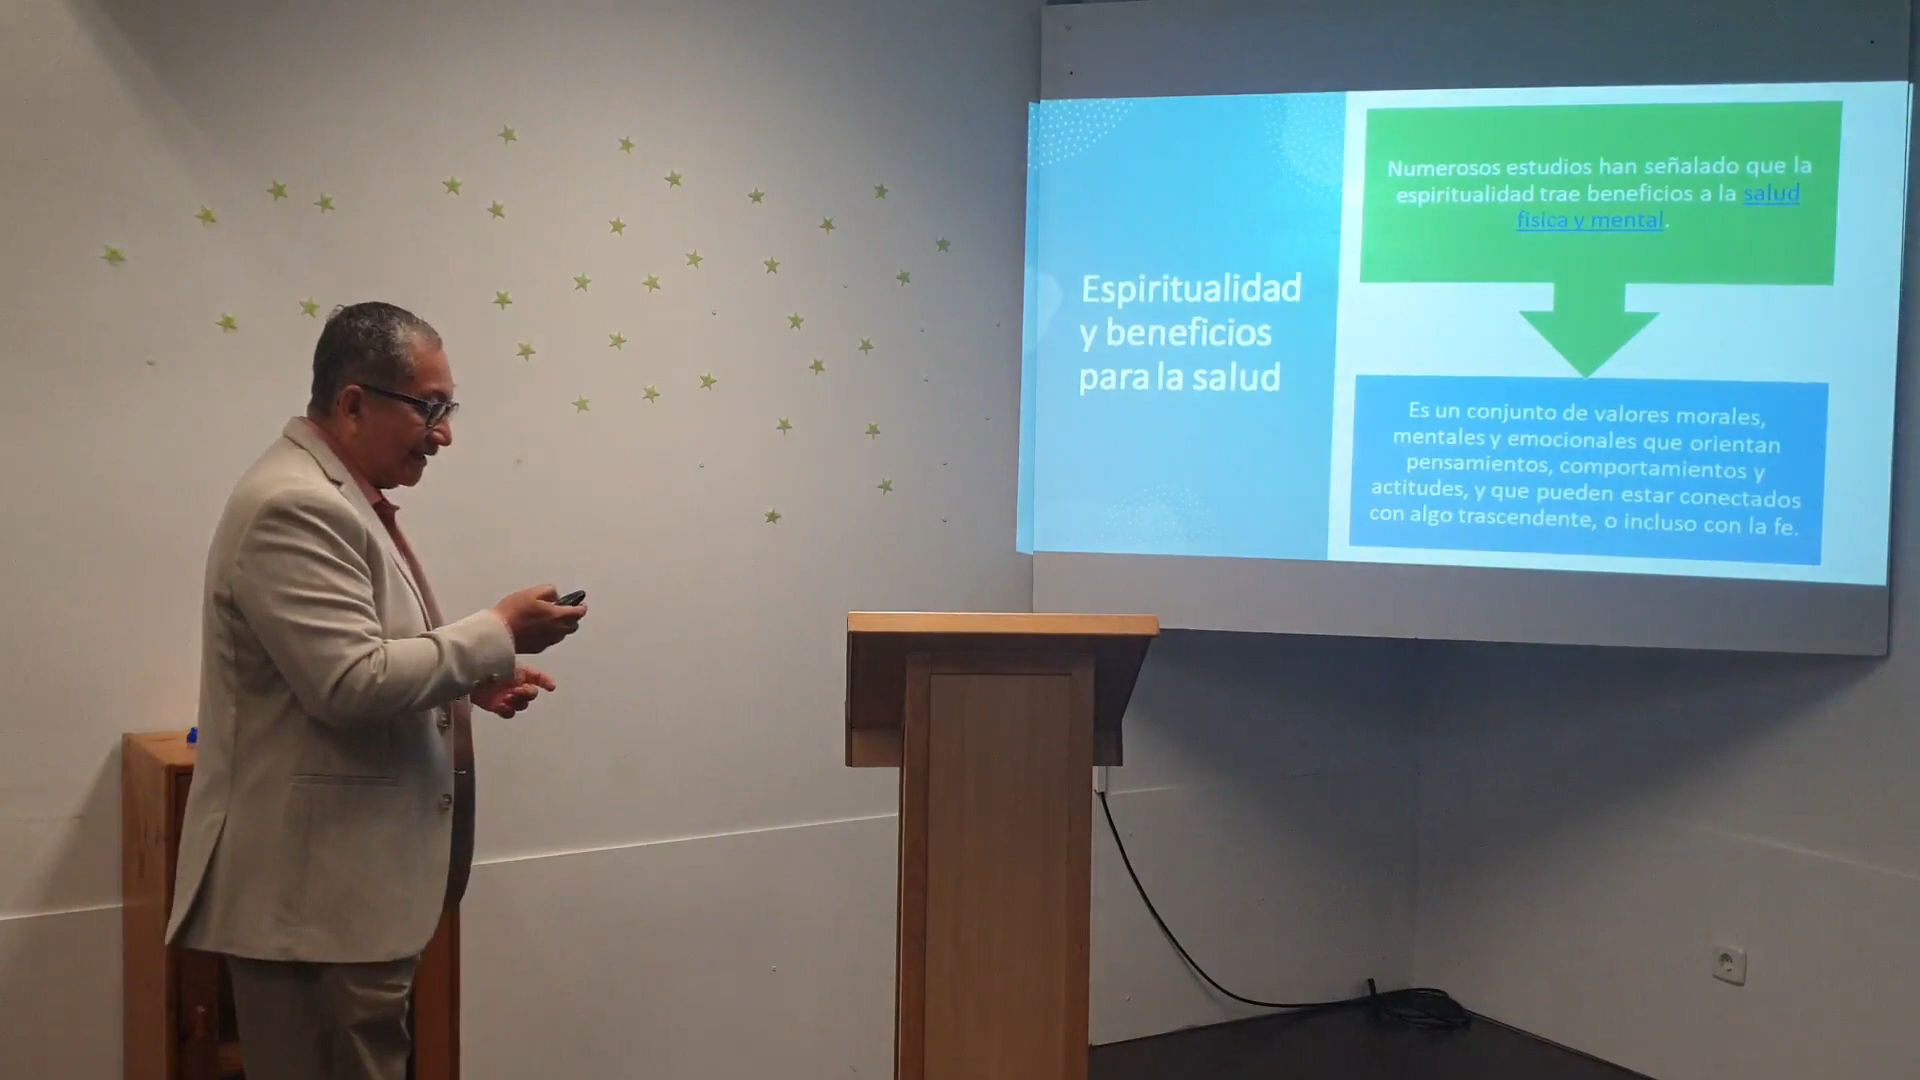 Espiritualidad
y beneficios
para la salud
Numerosos estudios han señalado que la
espiritualidad trae beneficios a la salud
física y mental.
Es un conjunto de valores morales,
mentales y emocionales que orientan
pensamientos, comportamientos y
actitudes, y que pueden estar conectados
con algo trascendente, o incluso con la fe.